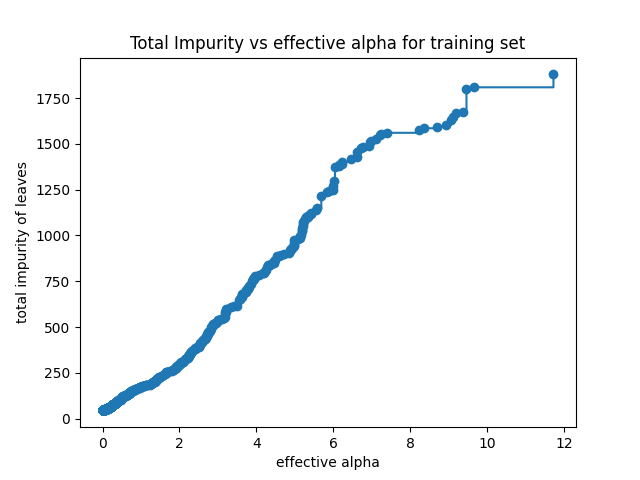 Total Impurity vs effective alpha for training set
total impurity of leaves
1750
1500
1250
1000
750
500
250
0
0 2 4 6 8 10 12
effective alpha